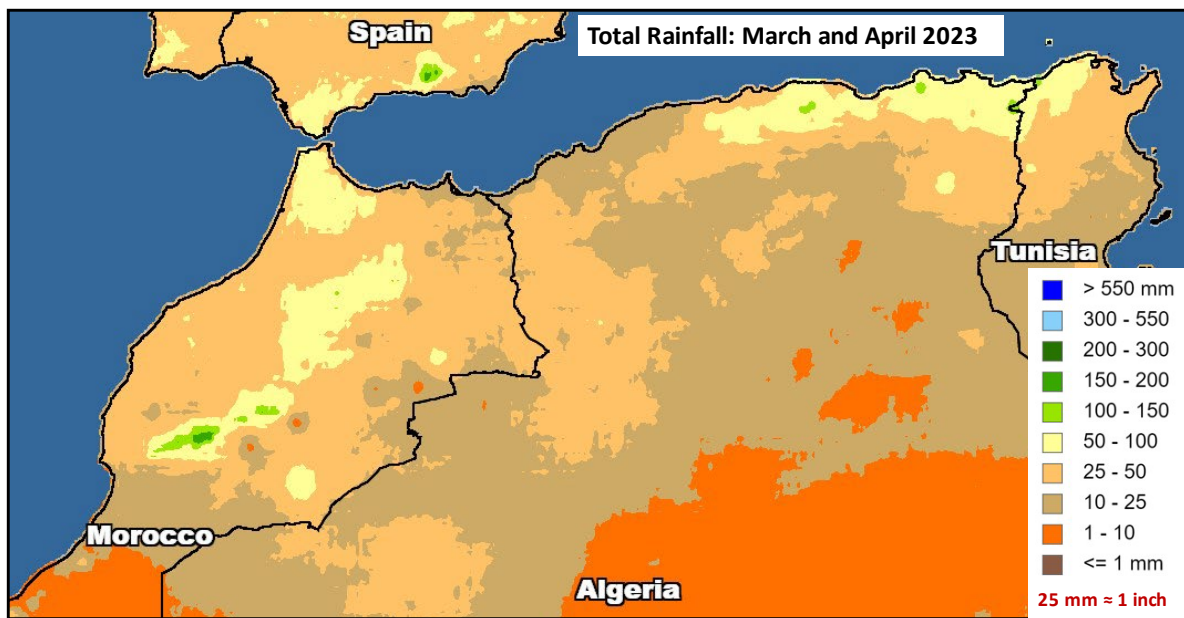 Spain
Total Rainfall: March and April 2023
Tunisia
> 550 mm
300 - 550
200 - 300
150 - 200
100 - 150
50 - 100
25 - 50
10 - 25
1 - 10
<= 1 mm
25 mm ≈ 1 inch
Morocco
Algeria